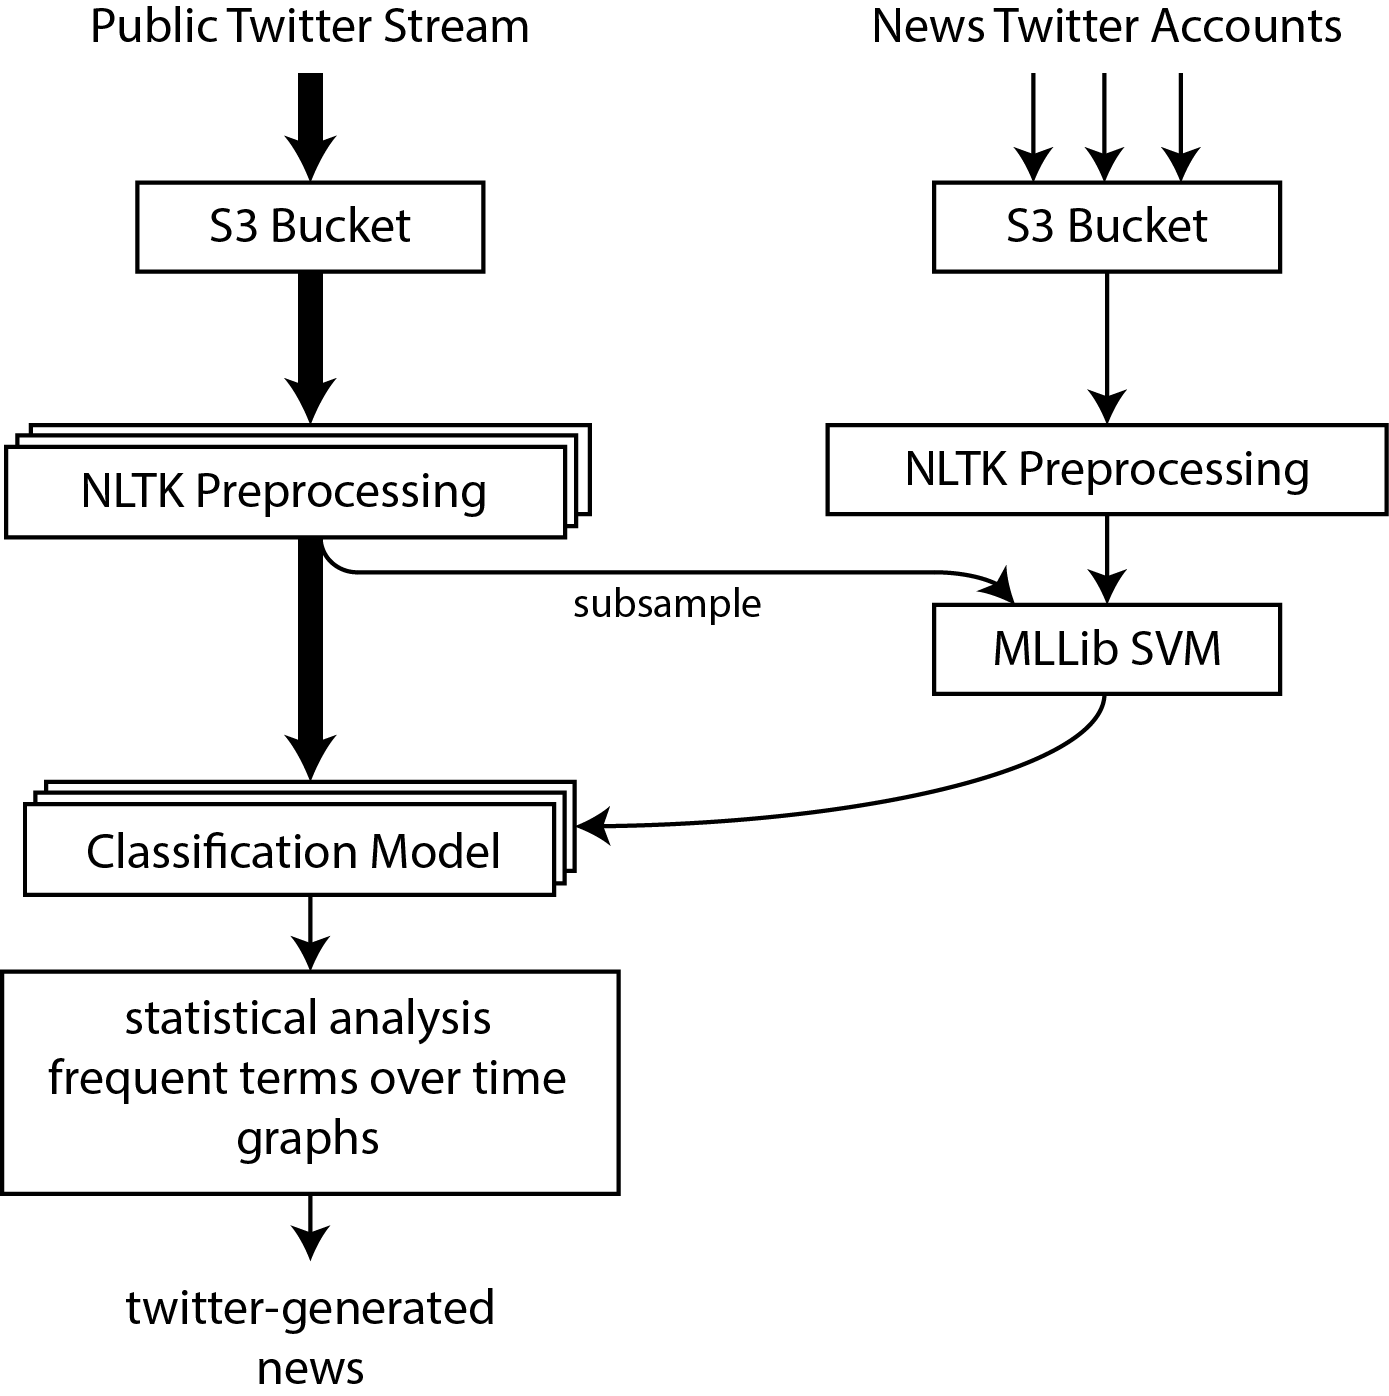 Public Twitter Stream
News Twitter Accounts
S3 Bucket
S3 Bucket
NLTK Preprocessing
NLTK Preprocessing
subsample
MLLib SVM
Classification Model
statistical analysis
frequent terms over time
graphs
twitter-generated
news